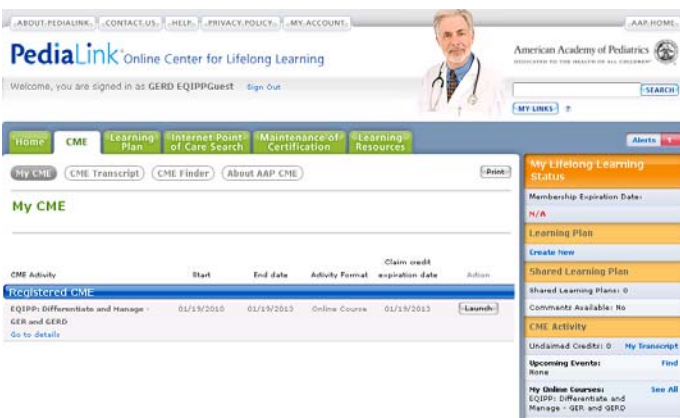 ABOUT PEDIALINK CONTACT US HELP PRIVACY POLICY MY ACCOUNT AAP HOME
PediaLink Online Center for Lifelong Learning
American Academy of Pediatrics
DEDICATED TO THE HEALTH OF ALL CHILDREN
Welcome, you are signed in as GERD EQIPPGuest Sign Out
SEARCH
MY LINKS ?
Home CME Learning Plan Internet Point of Care Search Maintenance of Certification Learning Resources
Alerts
My CME CME Transcript CME Finder About AAP CME Print
My CME
CME Activity Start End date Activity Format Claim credit expiration date Action
Registered CME
EQIPP: Differentiate and Manage - 01/19/2010 01/19/2013 Online Course 01/19/2013 Launch
GER and GERD
Go to details
My Lifelong Learning
Status
Membership Expiration Date:
N/A
Learning Plan
Create New
Shared Learning Plan
Shared Learning Plans: 0
Comments Available: No
CME Activity
Unclaimed Credits: 0 My Transcript
Upcoming Events: Find
None
My Online Courses: See All
EQIPP: Differentiate and
Manage - GER and GERD